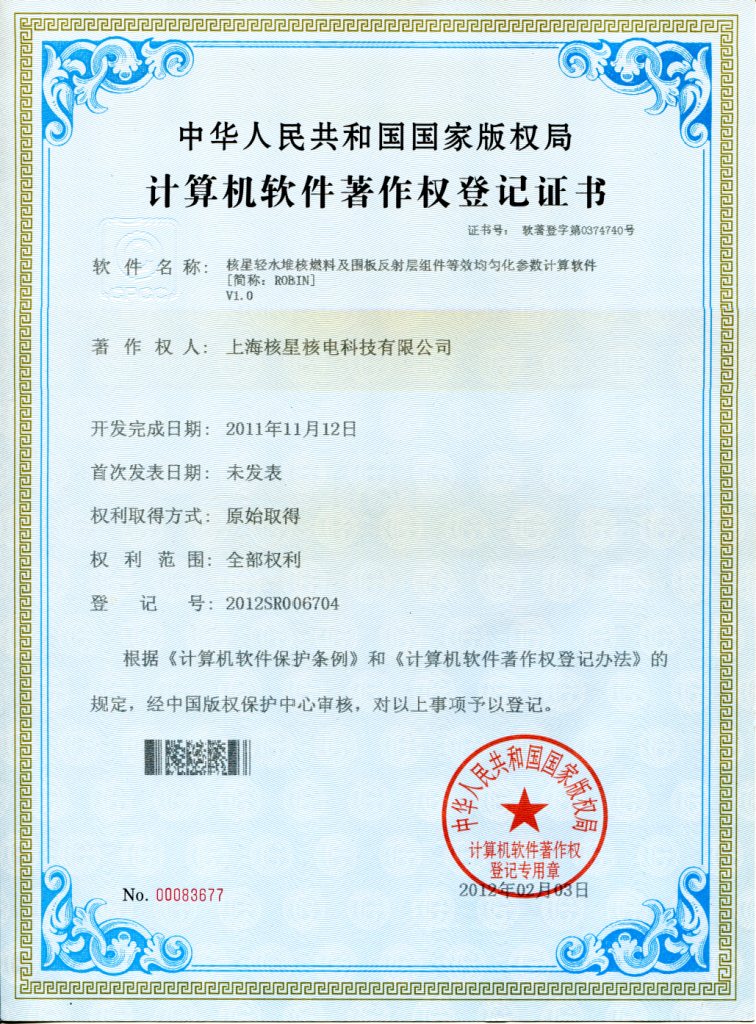 中华人民共和国国家版权局
计算机软件著作权登记证书
证书号： 软著登字第0374740号
软件名称： 核星轻水堆核燃料及围板反射层组件等效均匀化参数计算软件
[简称：ROBIN]
V1.0
CPCC
著作权人： 上海核星核电科技有限公司
开发完成日期： 2011年11月12日
首次发表日期： 未发表
权利取得方式： 原始取得
权利范围： 全部权利
登记号： 2012SR006704
根据《计算机软件保护条例》和《计算机软件著作权登记办法》的
规定，经中国版权保护中心审核，对以上事项予以登记。
中华人民共和国国家版权局
计算机软件著作权
登记专用章
2012年02月03日
No. 00083677